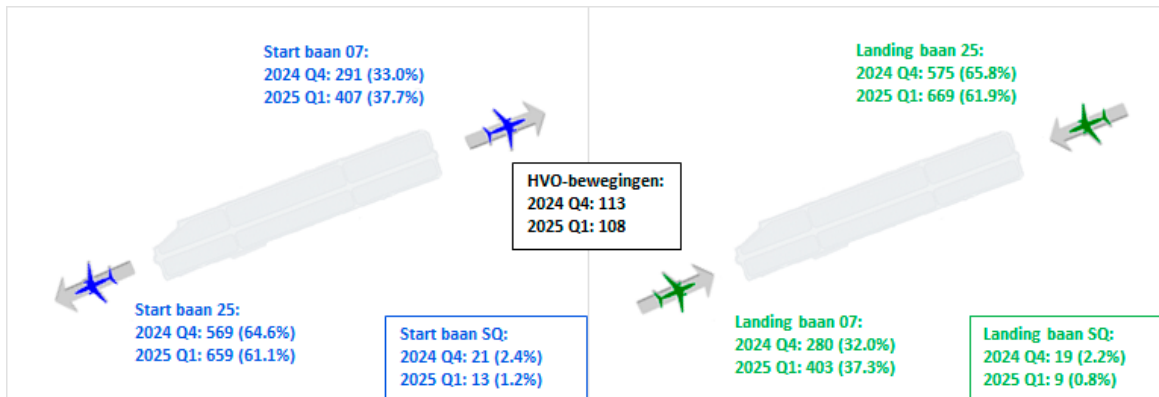 Start baan 07:
2024 Q4: 291 (33.0%)
2025 Q1: 407 (37.7%)
Landing baan 25:
2024 Q4: 575 (65.8%)
2025 Q1: 669 (61.9%)
HVO-bewegingen:
2024 Q4: 113
2025 Q1: 108
Start baan 25:
2024 Q4: 569 (64.6%)
2025 Q1: 659 (61.1%)
Start baan SQ:
2024 Q4: 21 (2.4%)
2025 Q1: 13 (1.2%)
Landing baan 07:
2024 Q4: 280 (32.0%)
2025 Q1: 403 (37.3%)
Landing baan SQ:
2024 Q4: 19 (2.2%)
2025 Q1: 9 (0.8%)